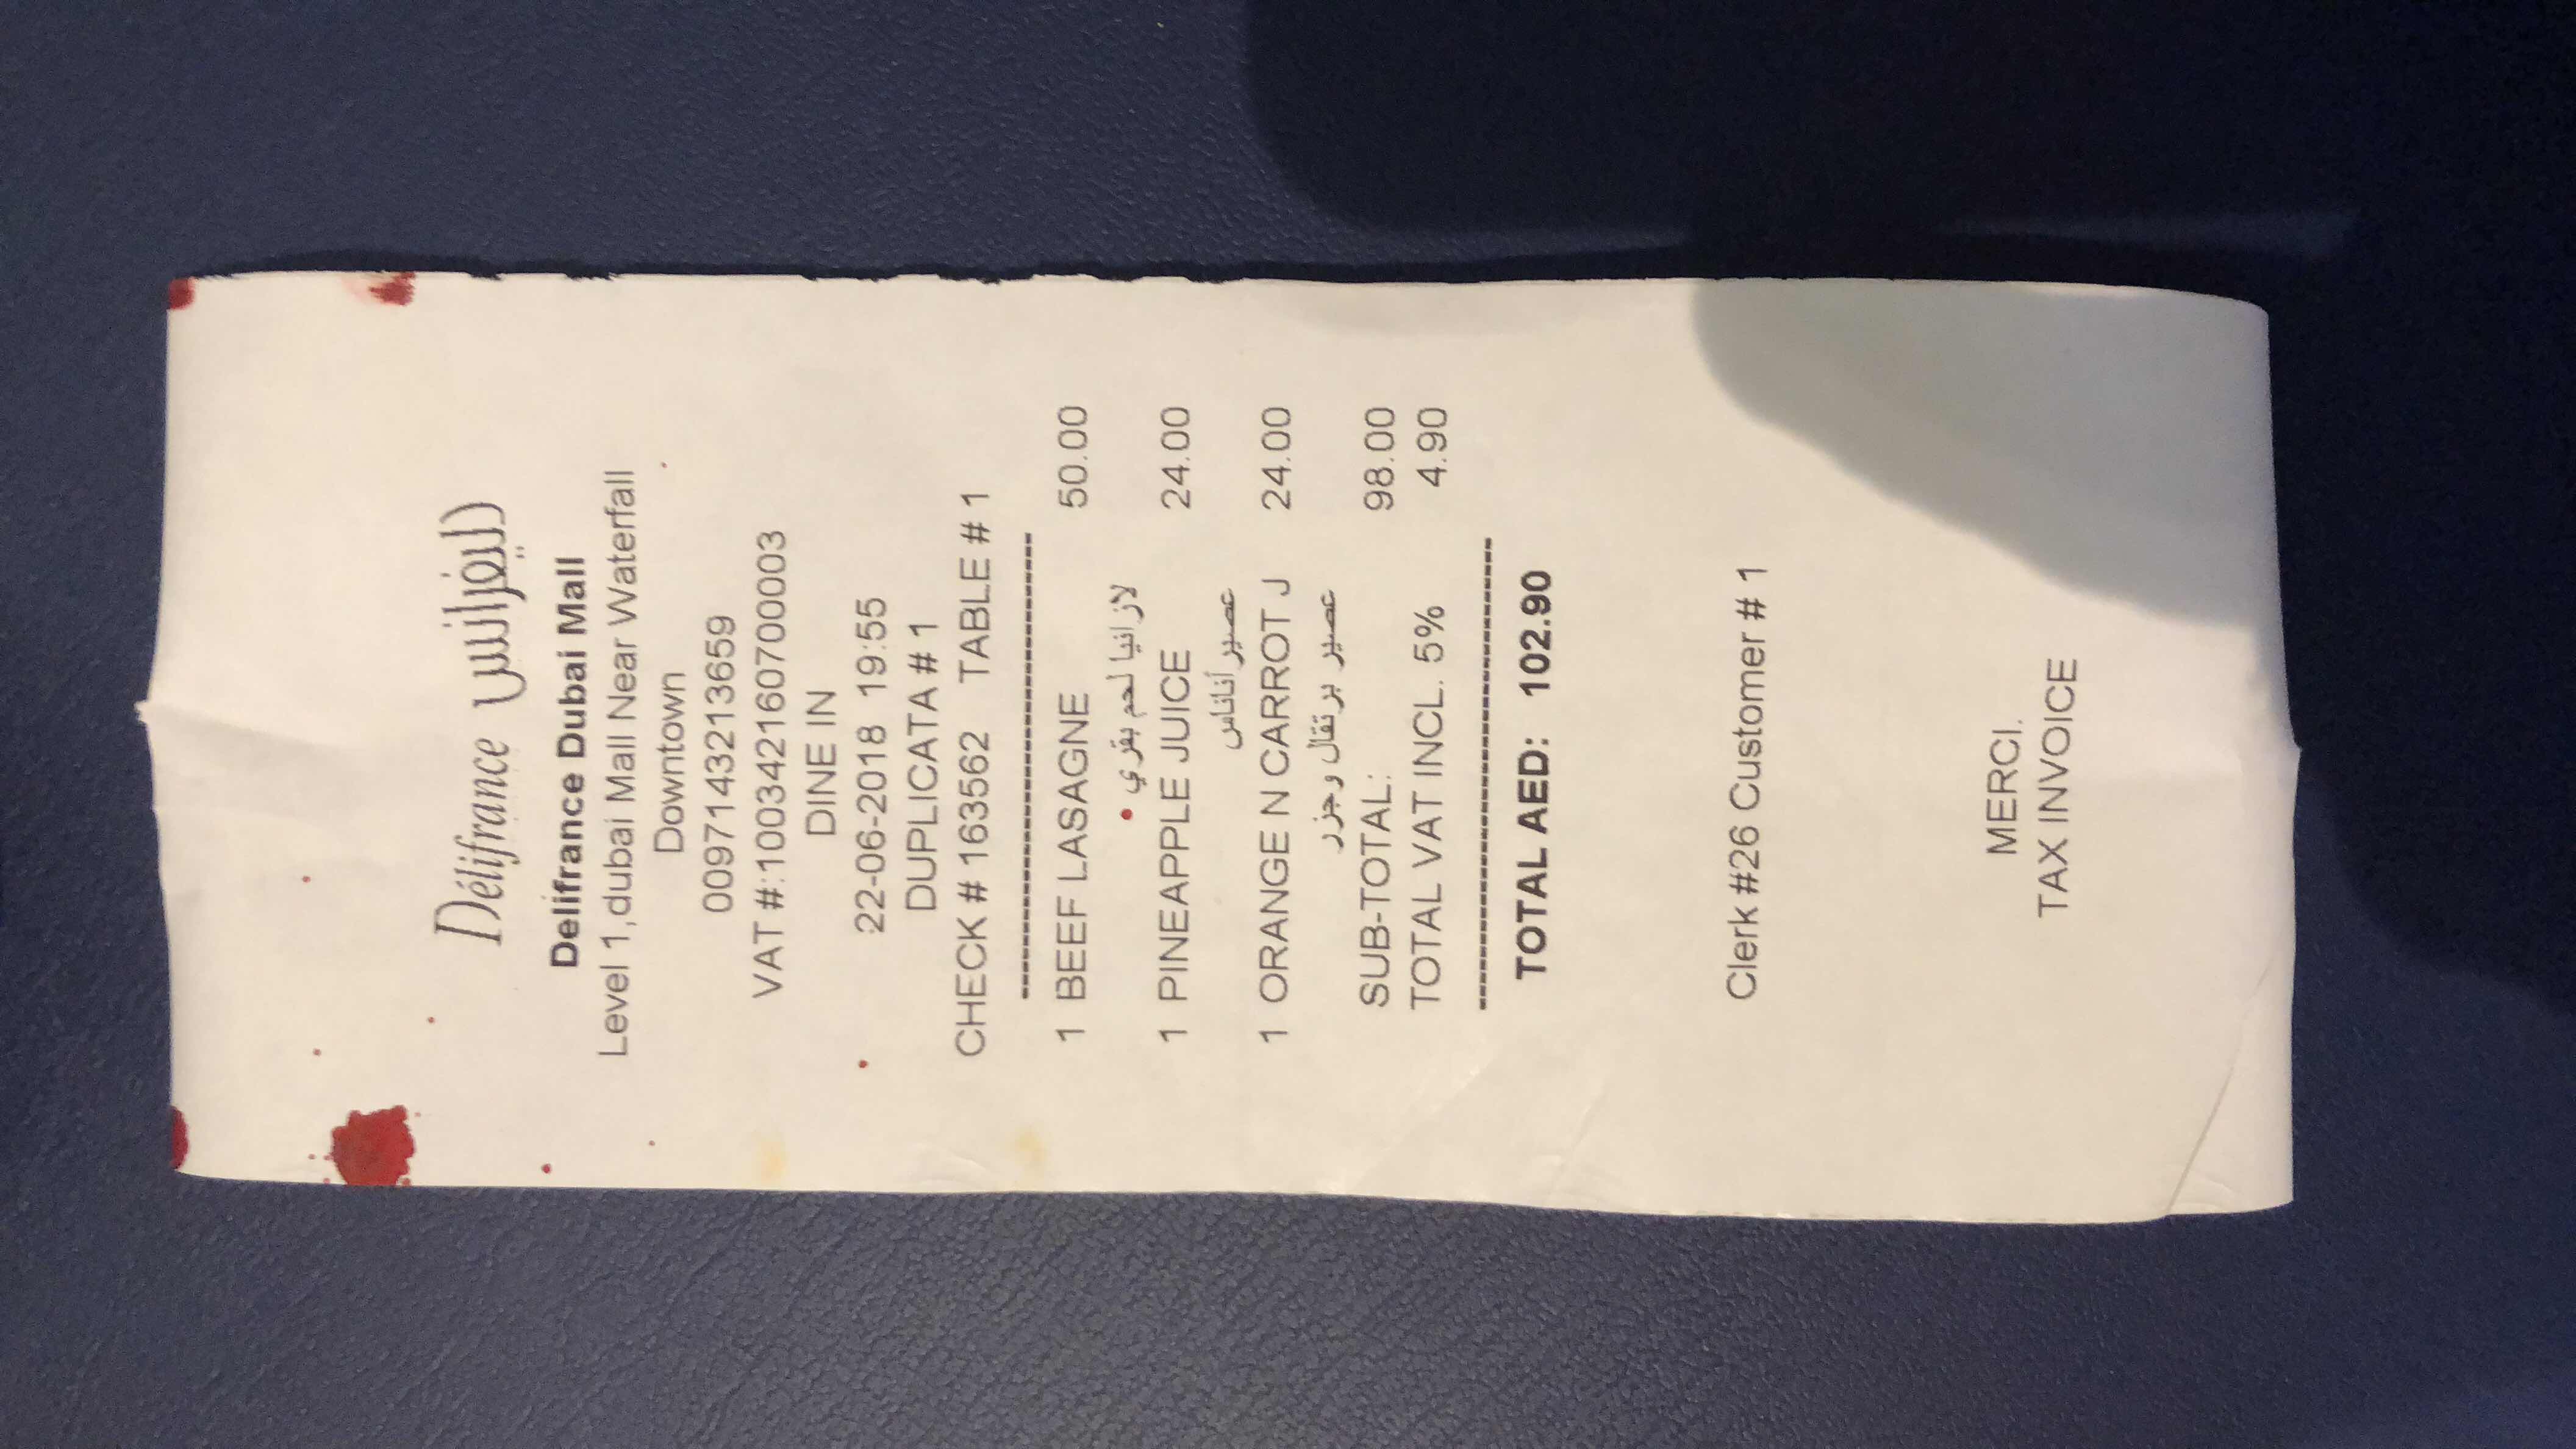 Délifrance دليفرانس
Delifrance Dubai Mall
Level 1,dubai Mall Near Waterfall
Downtown
0097143213659
VAT #:100342160700003
DINE IN
22-06-2018 19:55
DUPLICATA # 1
CHECK # 163562 TABLE # 1
------------------------------------
1 BEEF LASAGNE 50.00
لازانيا لحم بقري
1 PINEAPPLE JUICE 24.00
عصير أناناس
1 ORANGE N CARROT J 24.00
عصير برتقال وجزر
SUB-TOTAL: 98.00
TOTAL VAT INCL. 5% 4.90
------------------------------------
TOTAL AED: 102.90
Clerk #26 Customer # 1
MERCI.
TAX INVOICE